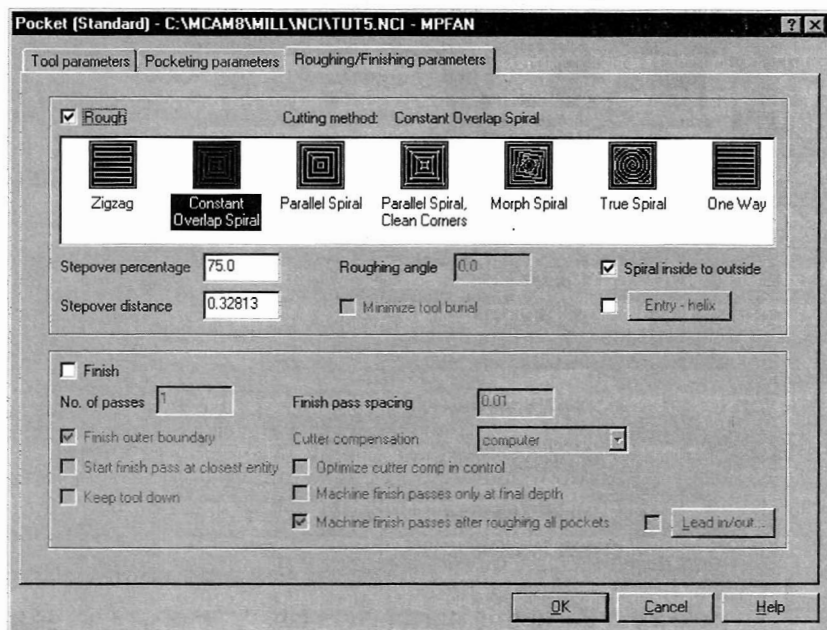 Pocket (Standard) - C:\MCAM8\MILL\NCI\TUT5.NCI - MPFAN
Tool parameters Pocketing parameters Roughing/Finishing parameters
Rough Cutting method: Constant Overlap Spiral
Zigzag Constant Overlap Spiral Parallel Spiral Parallel Spiral, Clean Corners Morph Spiral True Spiral One Way
Stepover percentage 75.0 Roughing angle 0.0 Spiral inside to outside
Stepover distance 0.32813 Minimize tool burial Entry - helix
Finish
No. of passes 1 Finish pass spacing 0.01
Finish outer boundary Cutter compensation computer
Start finish pass at closest entity Optimize cutter comp in control
Keep tool down Machine finish passes only at final depth
Machine finish passes after roughing all pockets Lead in/out...
OK Cancel Help